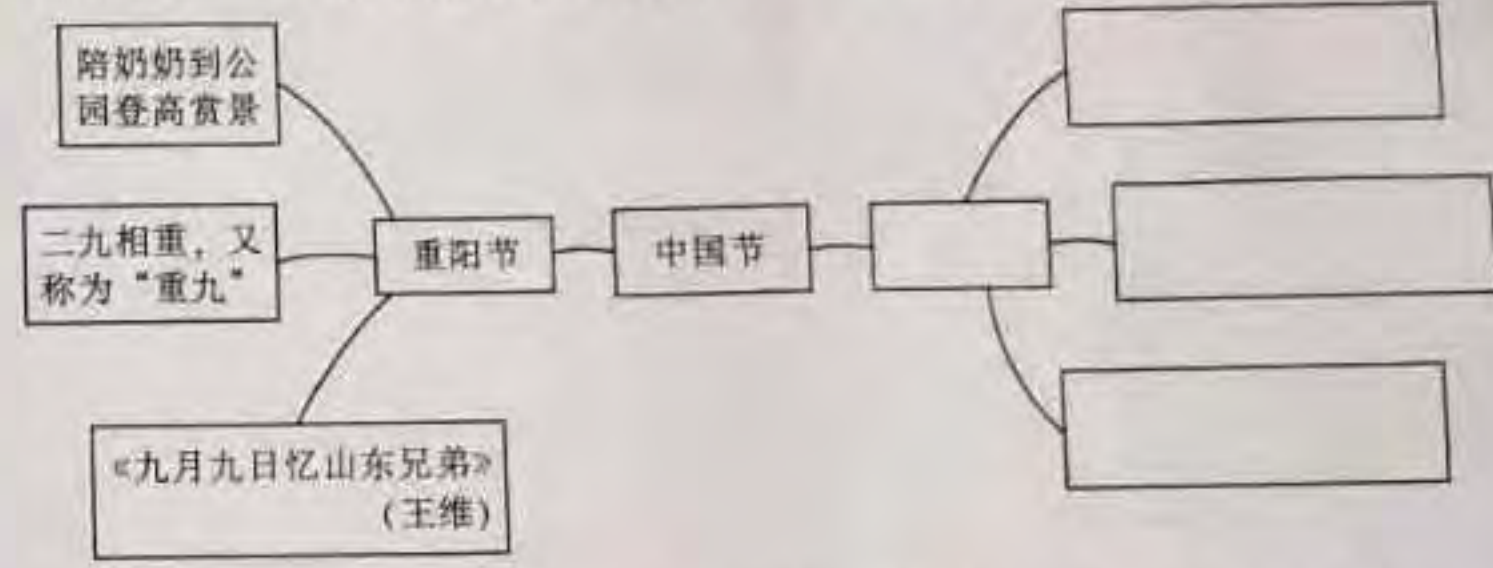 陪奶奶到公
园登高赏景
二九相重，又
称为“重九”
重阳节
中国节
《九月九日忆山东兄弟》
(王维)